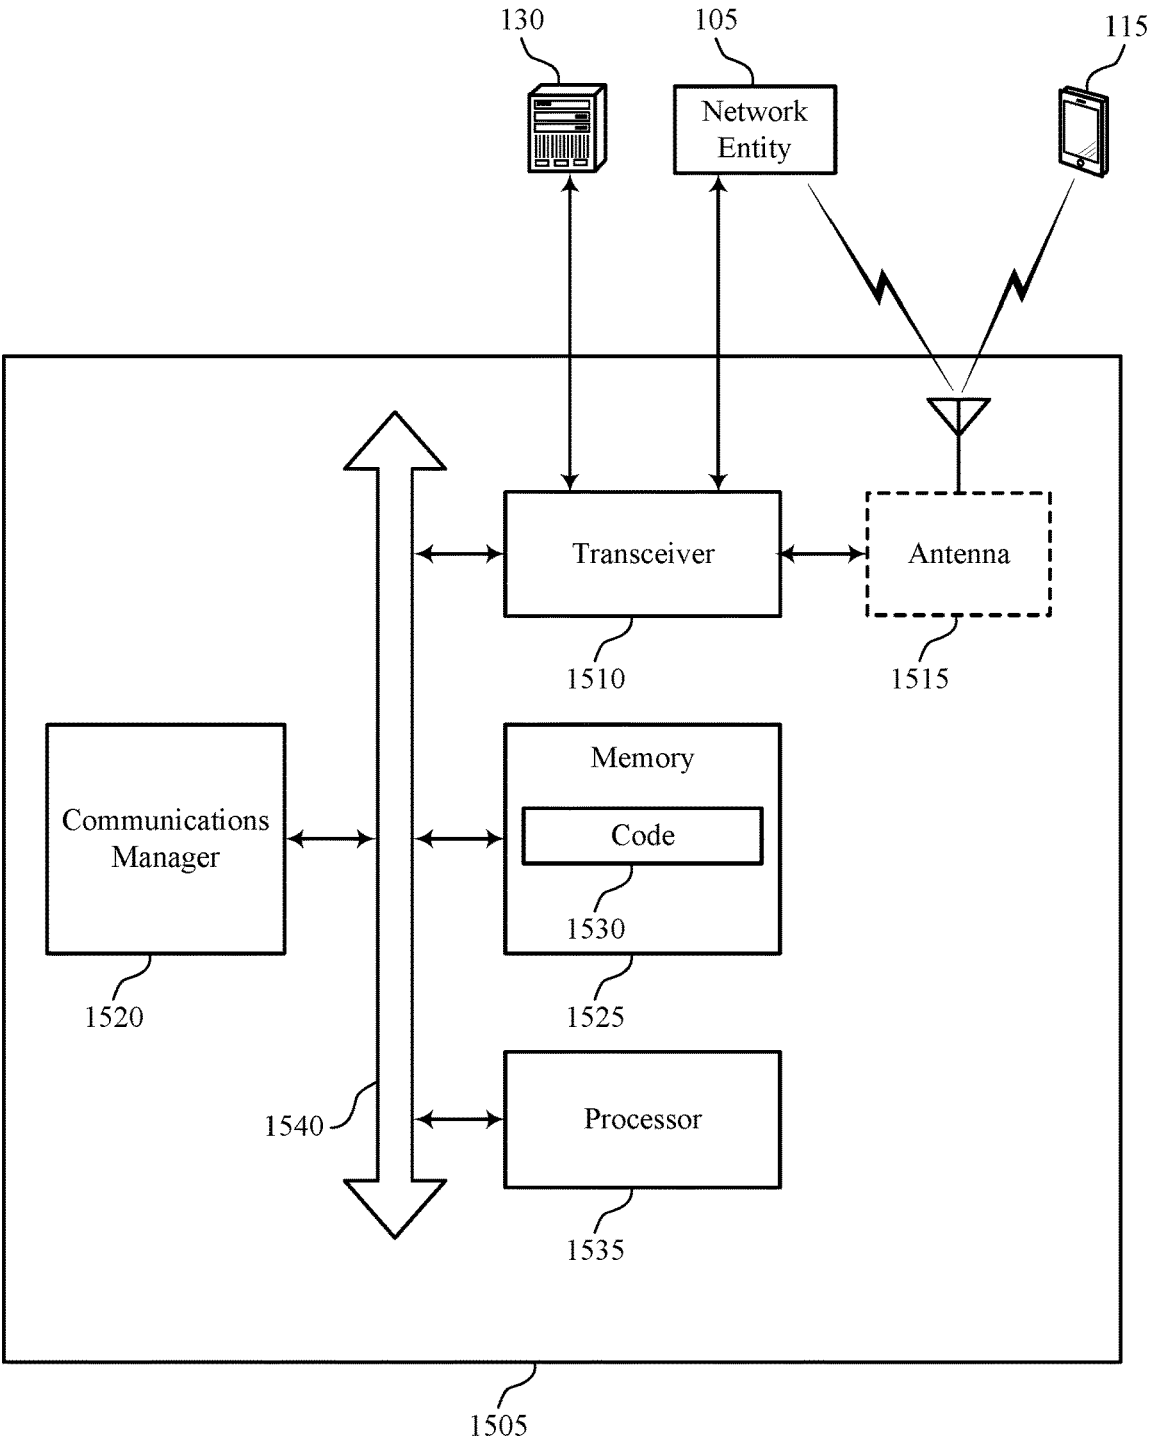 130
105
115
Network
Entity
Transceiver
Antenna
1510
1515
Memory
Communications
Manager
Code
1530
1520
1525
1540
Processor
1535
1505